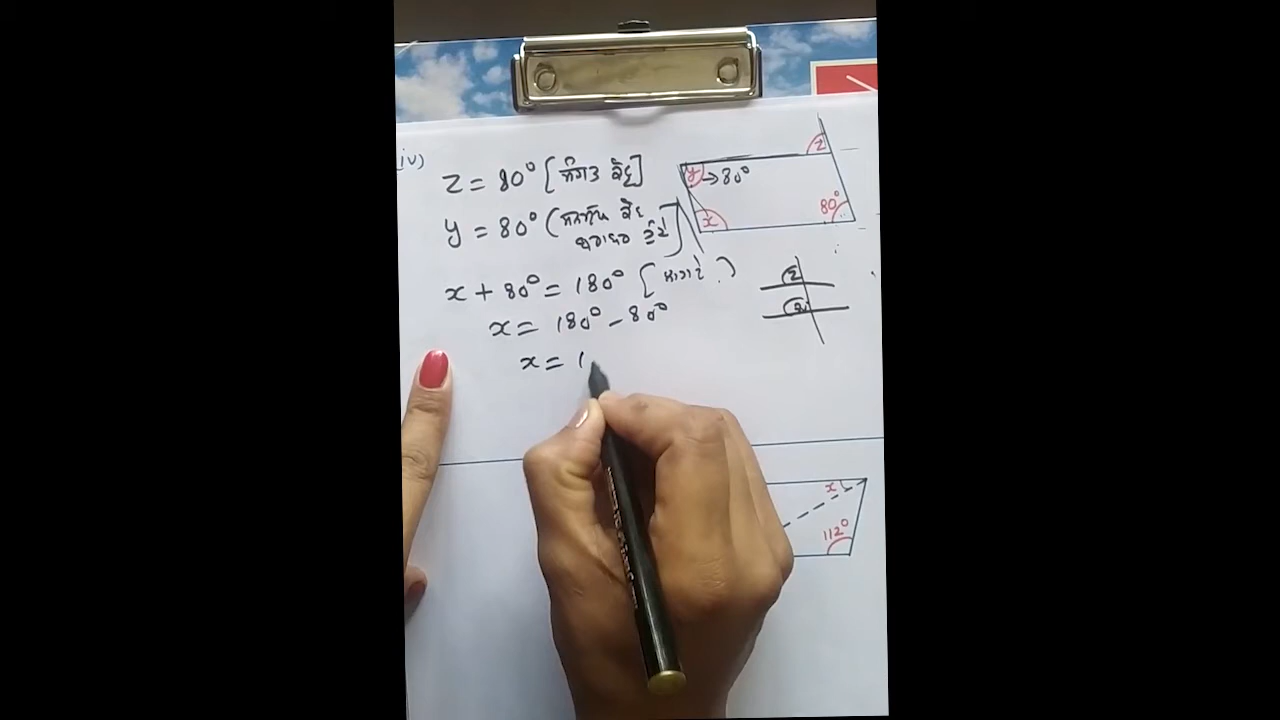 (iv)
z = 80° [ਸੰਗਤ ਕੋਣ]
y = 80° (ਸਨਮੁੱਖ ਕੋਣ
ਬਰਾਬਰ ਹੁੰਦੇ]
x + 80° = 180°
x = 180° - 80°
x = 1
z
y → 80°
x
80°
z
x
112°